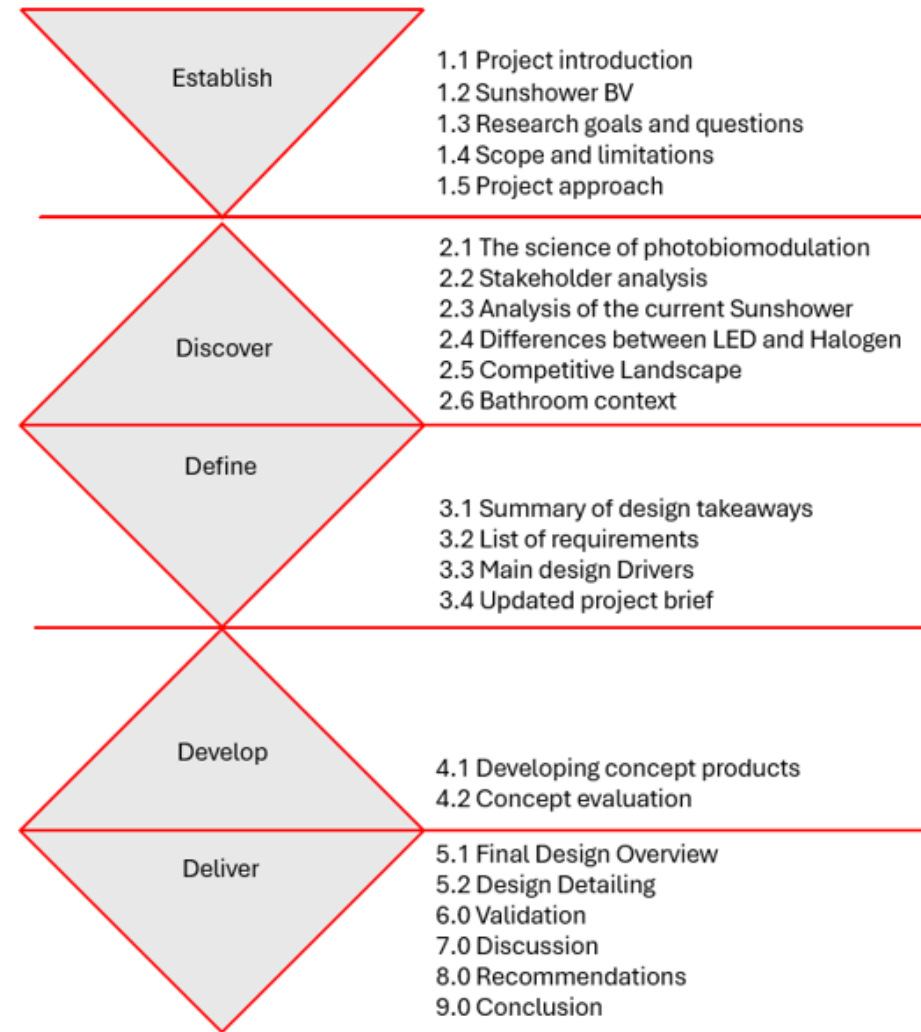 Establish
1.1 Project introduction
1.2 Sunshower BV
1.3 Research goals and questions
1.4 Scope and limitations
1.5 Project approach
Discover
2.1 The science of photobiomodulation
2.2 Stakeholder analysis
2.3 Analysis of the current Sunshower
2.4 Differences between LED and Halogen
2.5 Competitive Landscape
2.6 Bathroom context
Define
3.1 Summary of design takeaways
3.2 List of requirements
3.3 Main design Drivers
3.4 Updated project brief
Develop
4.1 Developing concept products
4.2 Concept evaluation
Deliver
5.1 Final Design Overview
5.2 Design Detailing
6.0 Validation
7.0 Discussion
8.0 Recommendations
9.0 Conclusion